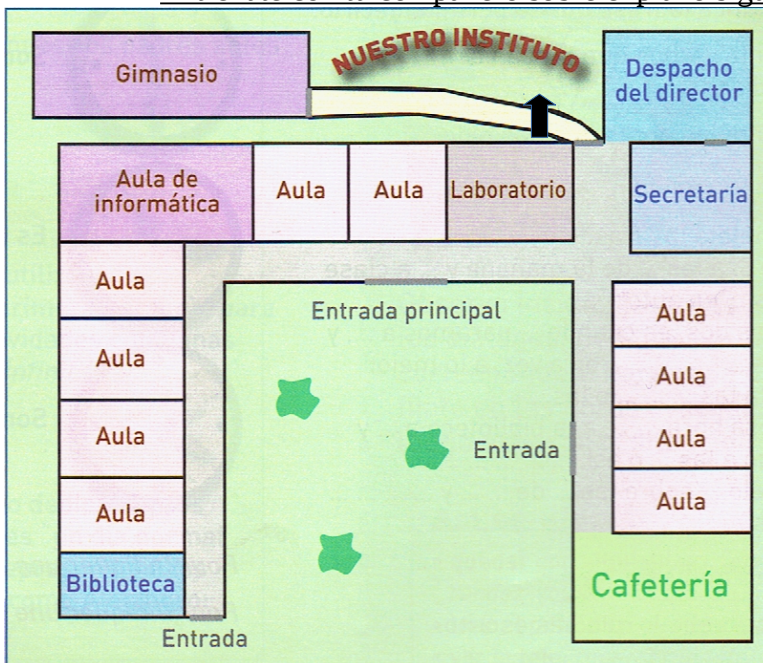 NUESTRO INSTITUTO
Gimnasio
Despacho
del director
Aula de
informática
Aula
Aula
Laboratorio
Secretaría
Aula
Entrada principal
Aula
Aula
Aula
Aula
Entrada
Aula
Aula
Aula
Biblioteca
Cafetería
Entrada